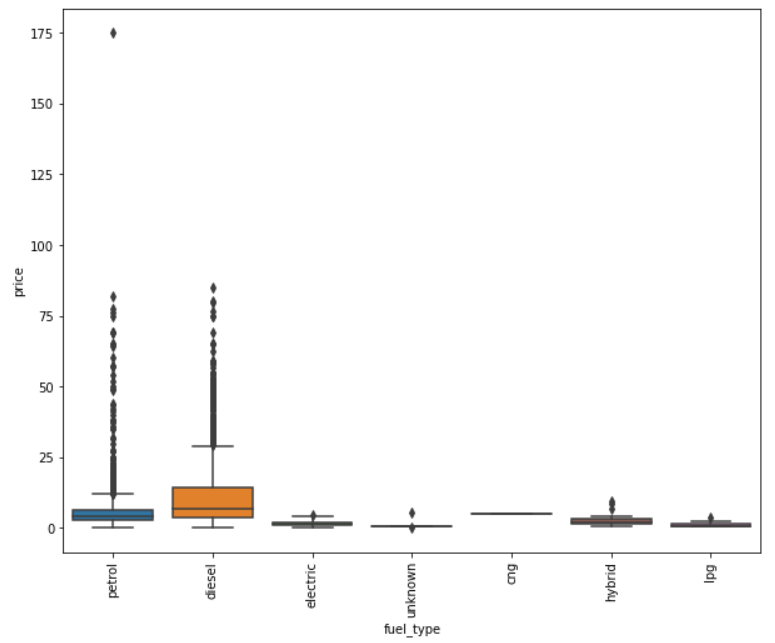 175
150
125
100
75
50
25
0
price
petrol
diesel
electric
unknown
cng
hybrid
lpg
fuel_type